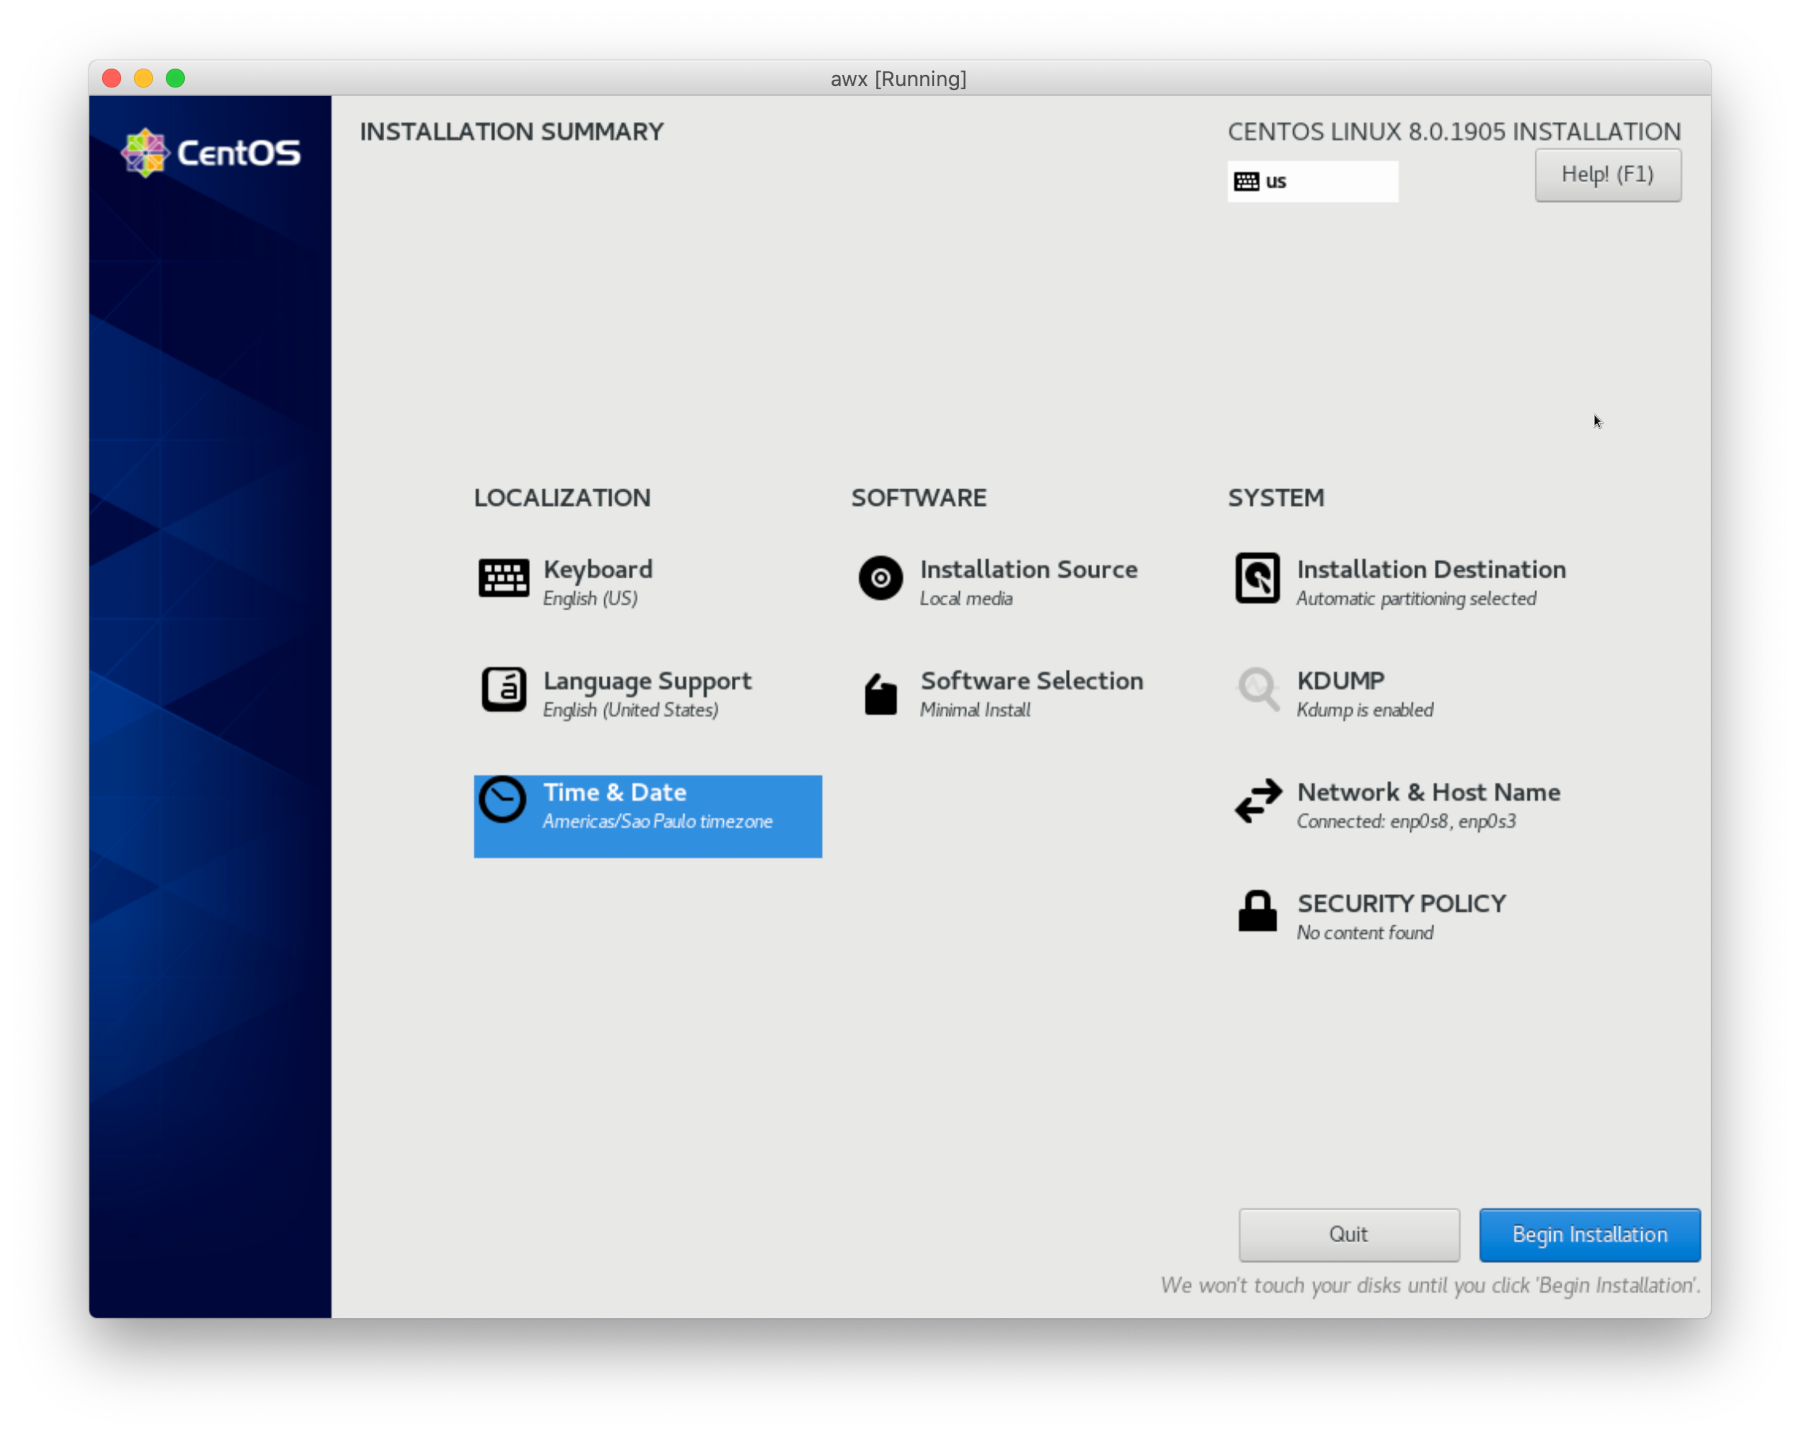 awx [Running]
CentOS
INSTALLATION SUMMARY
CENTOS LINUX 8.0.1905 INSTALLATION
us
Help! (F1)
LOCALIZATION
Keyboard
English (US)
á
Language Support
English (United States)
Time & Date
Americas/Sao Paulo timezone
SOFTWARE
Installation Source
Local media
Software Selection
Minimal Install
SYSTEM
Installation Destination
Automatic partitioning selected
KDUMP
Kdump is enabled
Network & Host Name
Connected: enp0s8, enp0s3
SECURITY POLICY
No content found
Quit
Begin Installation
We won't touch your disks until you click 'Begin Installation'.